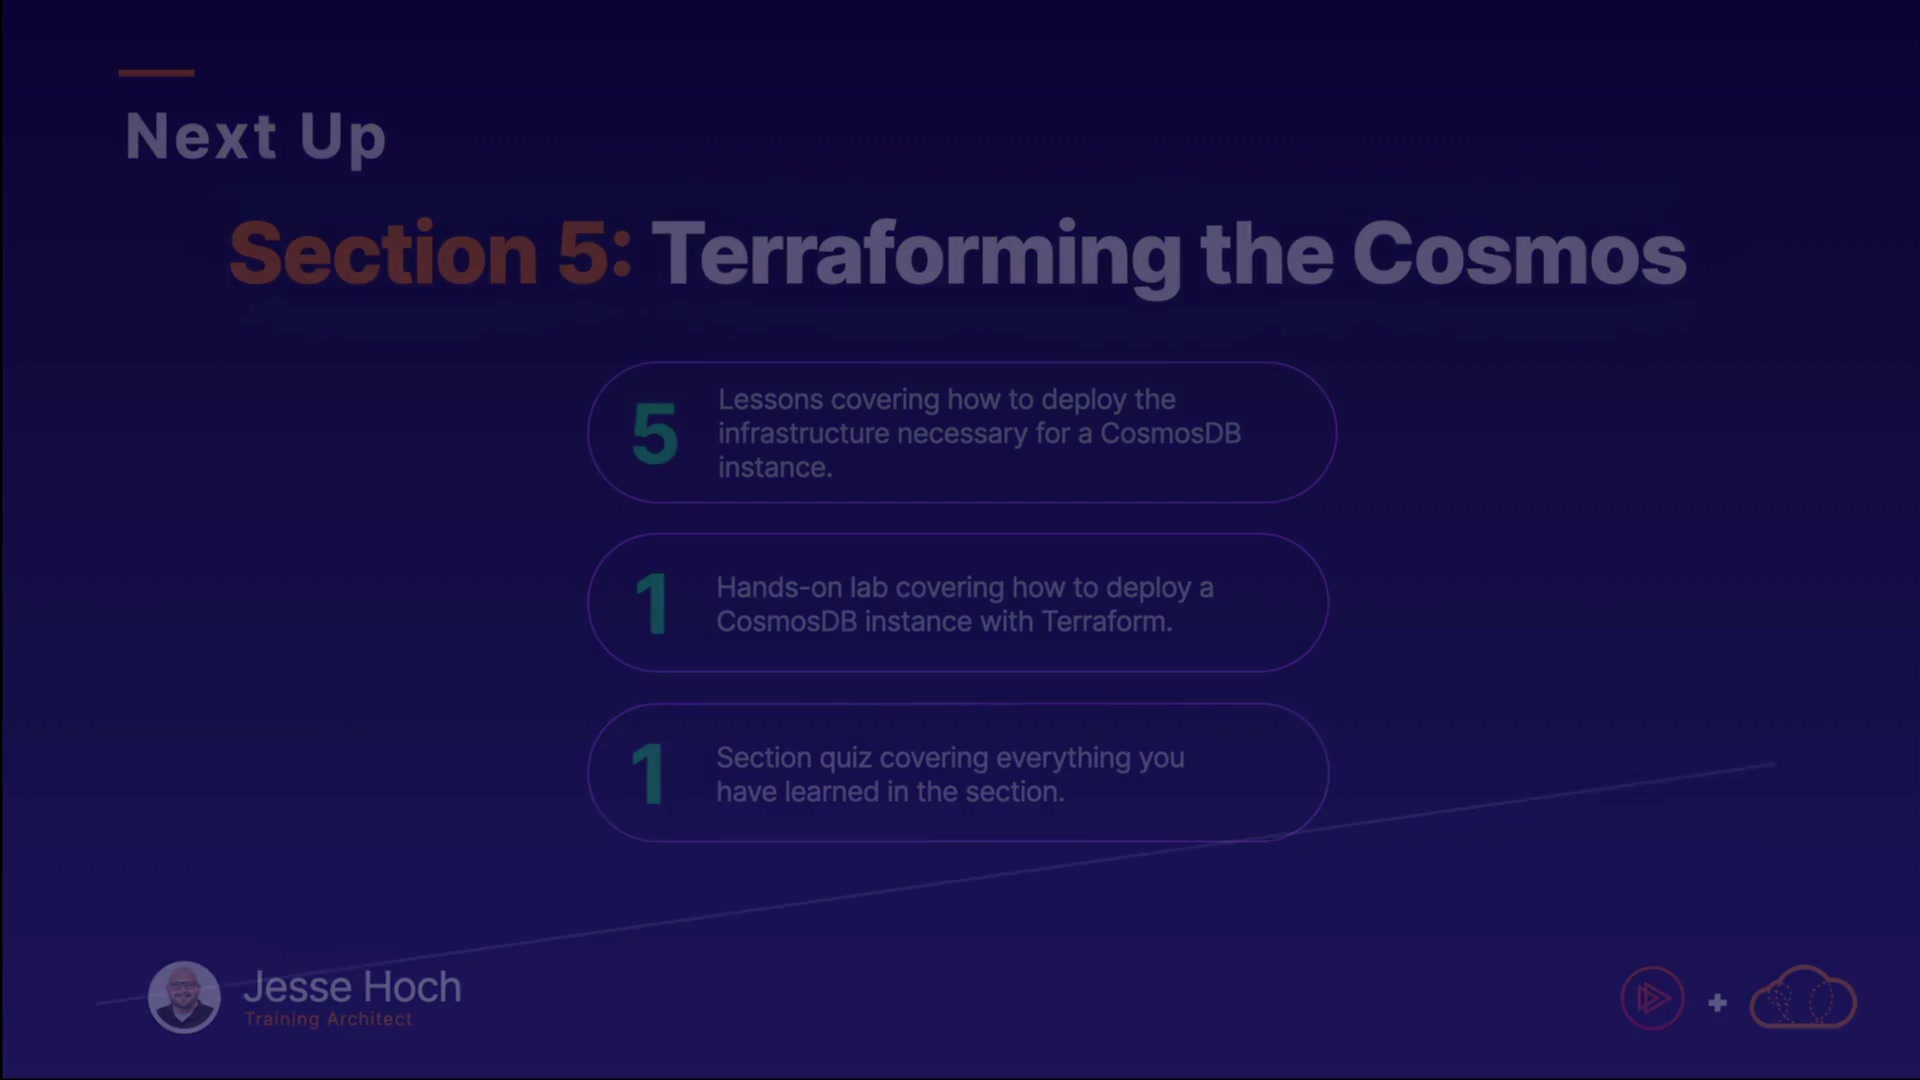 Next Up
Section 5: Terraforming the Cosmos
5
Lessons covering how to deploy the
infrastructure necessary for a CosmosDB
instance.
1
Hands-on lab covering how to deploy a
CosmosDB instance with Terraform.
1
Section quiz covering everything you
have learned in the section.
Jesse Hoch
Training Architect
+